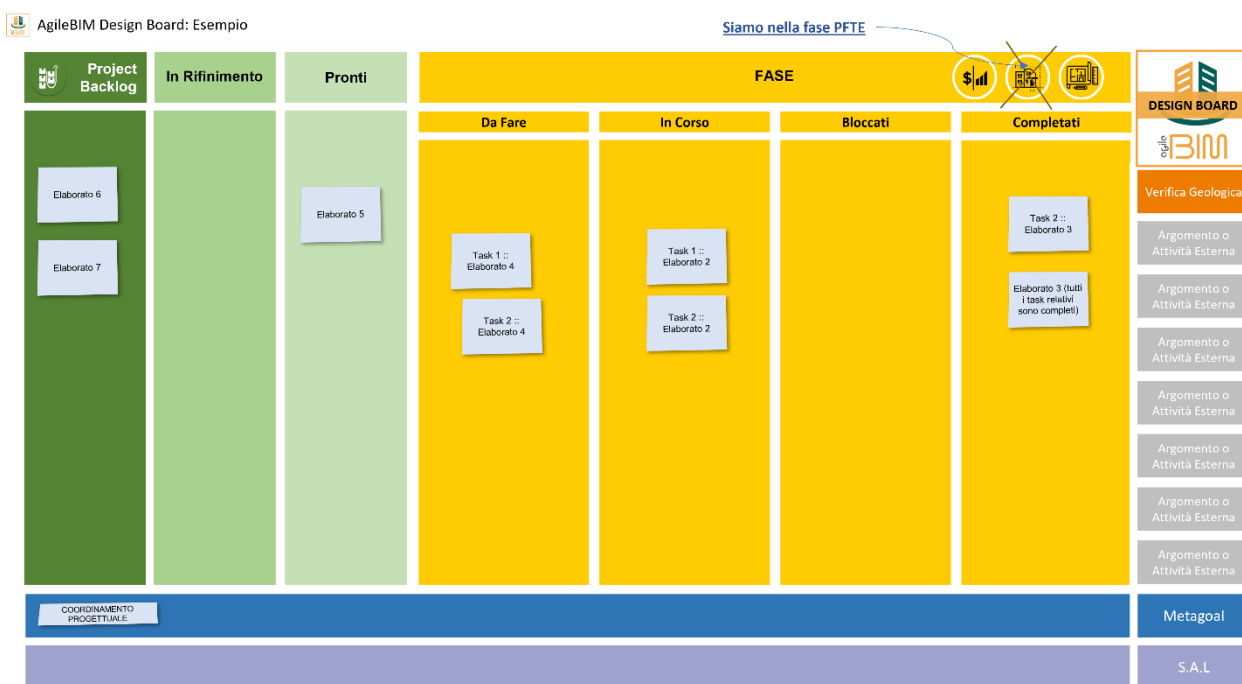 AgileBIM Design Board: Esempio
Siamo nella fase PFTE
Project
Backlog
In Rifinimento
Pronti
FASE
$
DESIGN BOARD
agile
BIM
Da Fare
In Corso
Bloccati
Completati
Verifica Geologica
Elaborato 6
Elaborato 7
Elaborato 5
Task 1 ::
Elaborato 4
Task 2 ::
Elaborato 4
Task 1 ::
Elaborato 2
Task 2 ::
Elaborato 2
Task 2 ::
Elaborato 3
Elaborato 3 (tutti
i task relativi
sono completi)
Argomento o
Attività Esterna
Argomento o
Attività Esterna
Argomento o
Attività Esterna
Argomento o
Attività Esterna
Argomento o
Attività Esterna
Argomento o
Attività Esterna
Argomento o
Attività Esterna
COORDINAMENTO
PROGETTUALE
Metagoal
S.A.L